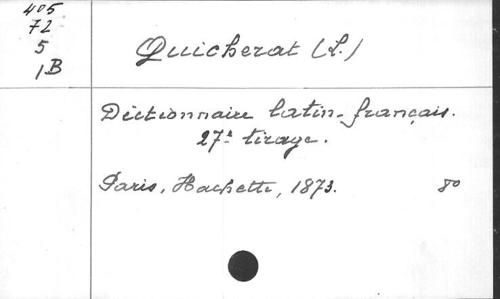 405
72
5
1B
Quicherat (L.)
Dictionnaire latin-français.
27e tirage.
Paris, Hachette, 1873. 8o